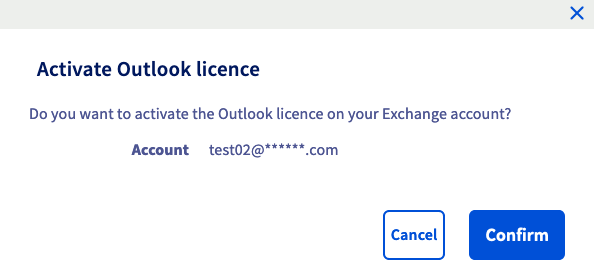 Activate Outlook licence
Do you want to activate the Outlook licence on your Exchange account?
Account test02@******.com
Cancel Confirm